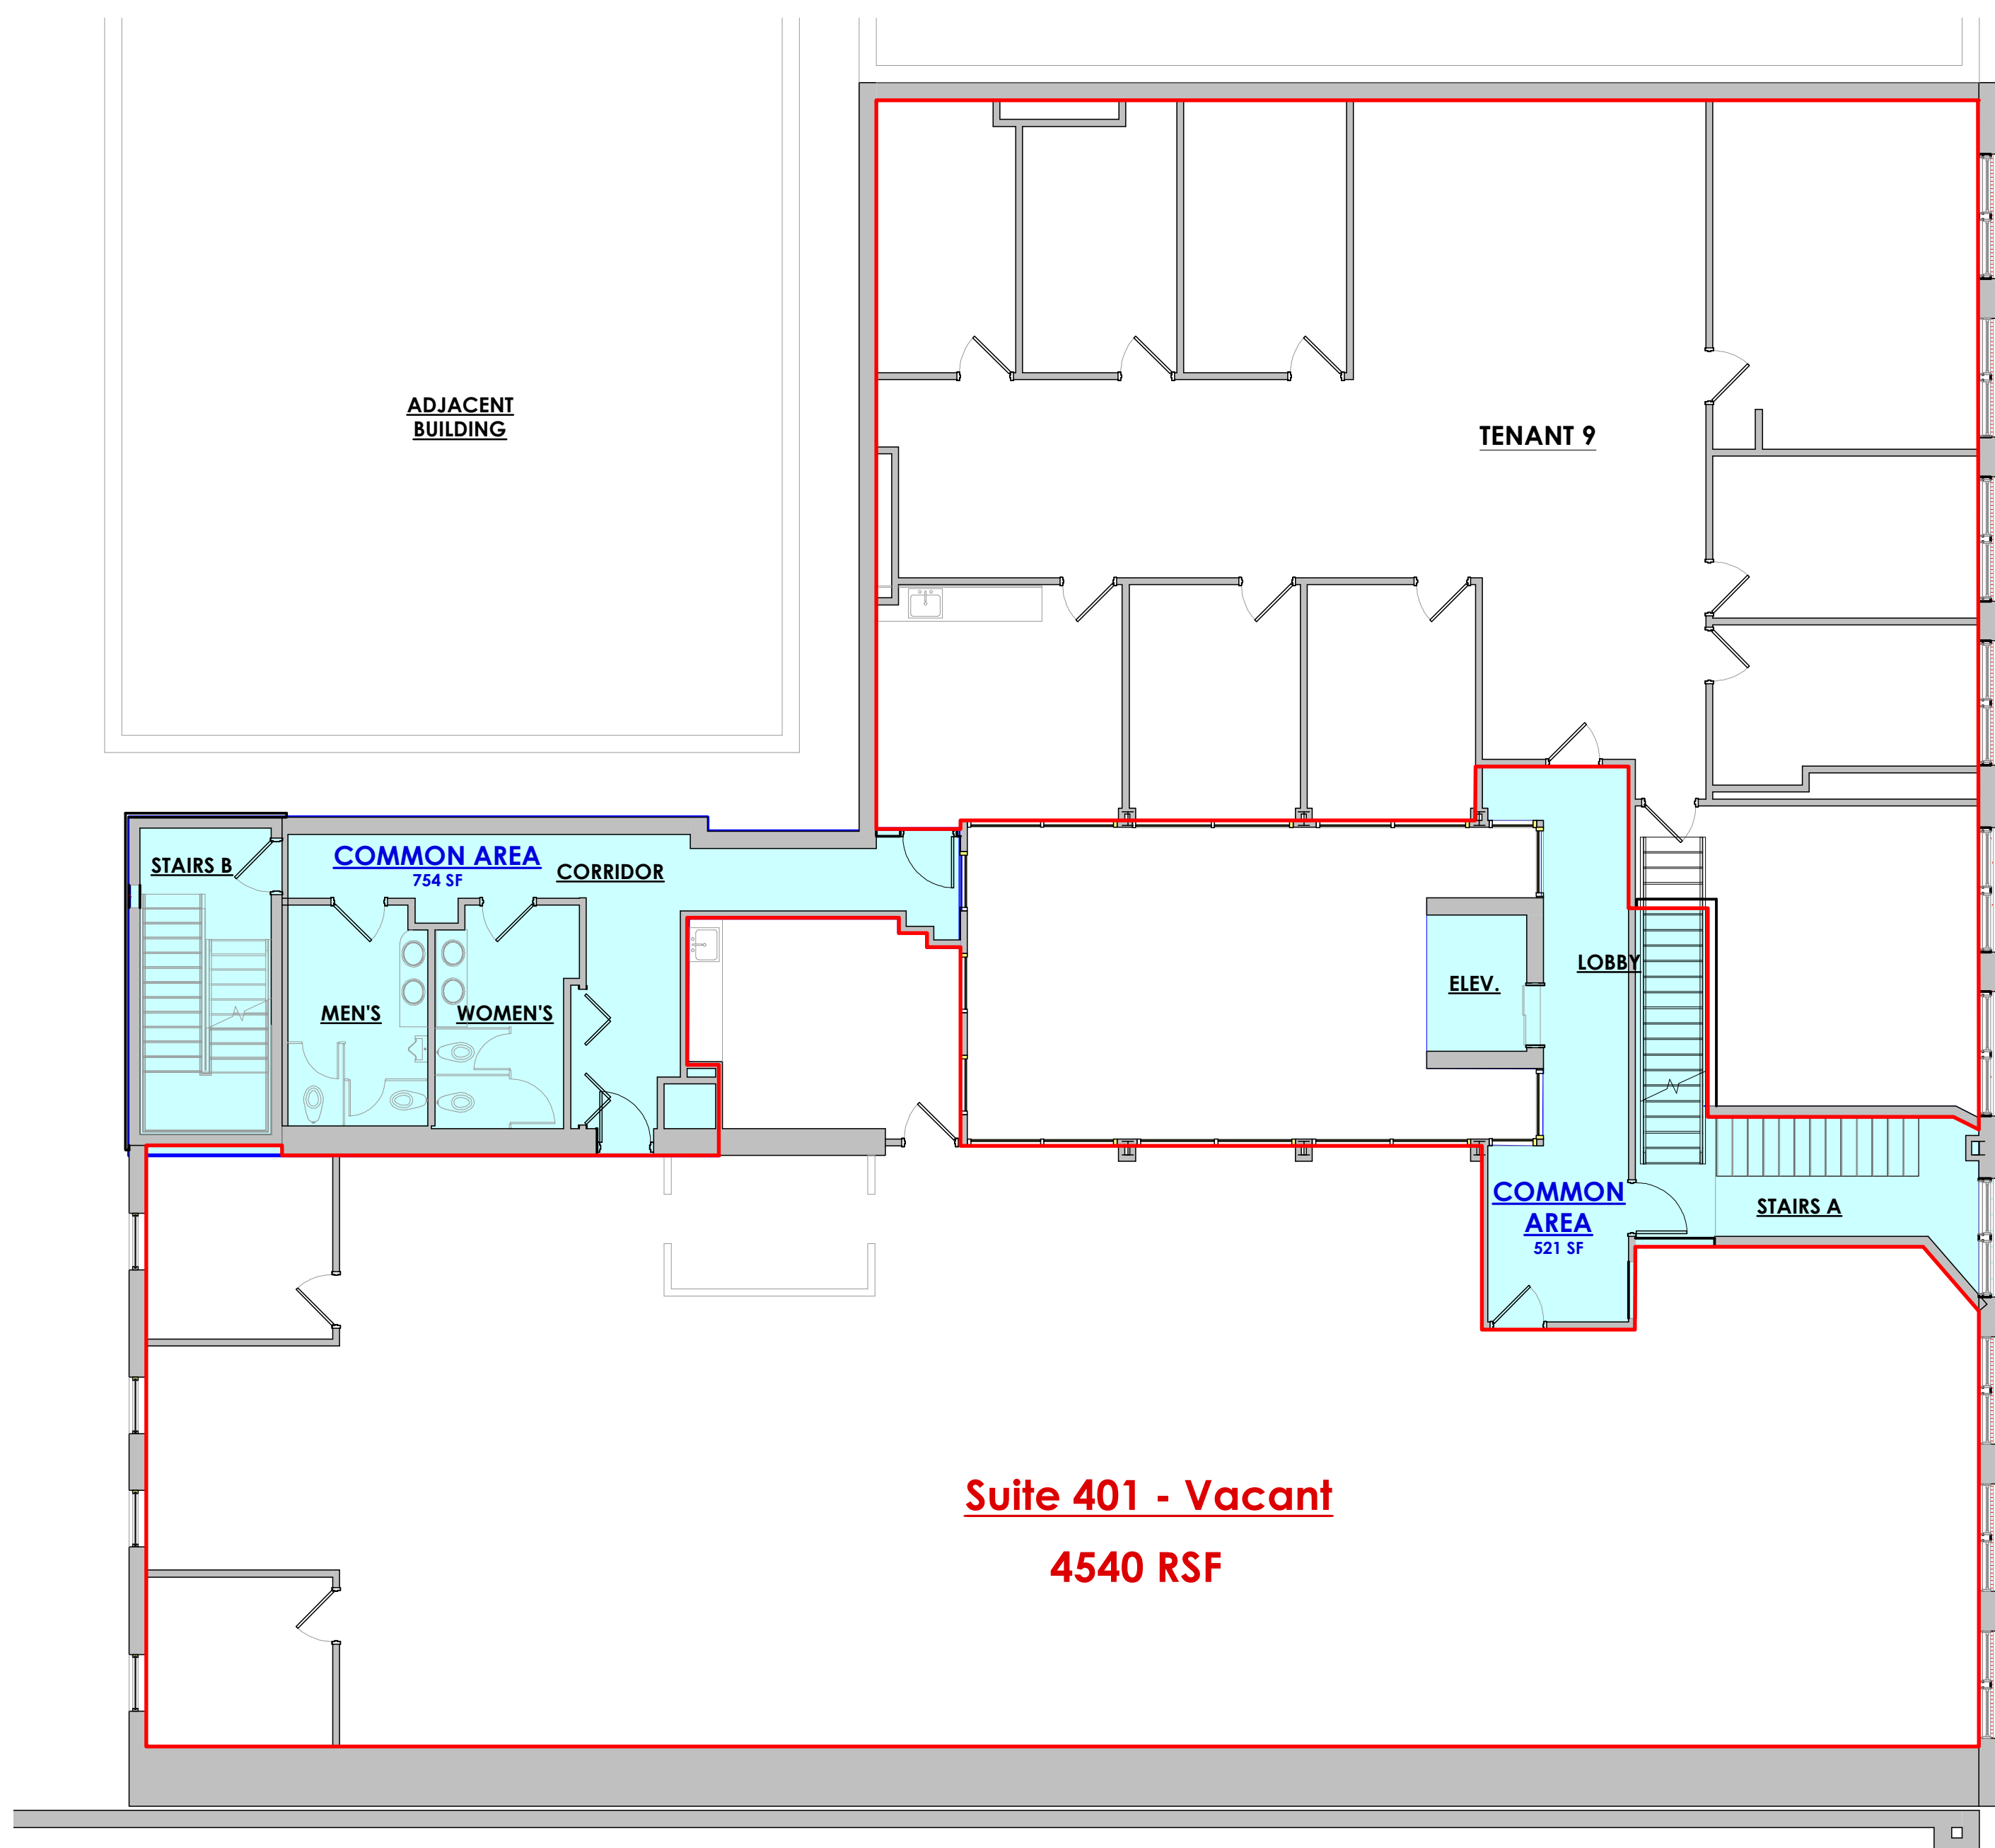 ADJACENT
BUILDING
TENANT 9
STAIRS B
COMMON AREA
754 SF
CORRIDOR
MEN'S
WOMEN'S
ELEV.
LOBBY
COMMON
AREA
521 SF
STAIRS A
Suite 401 - Vacant
4540 RSF